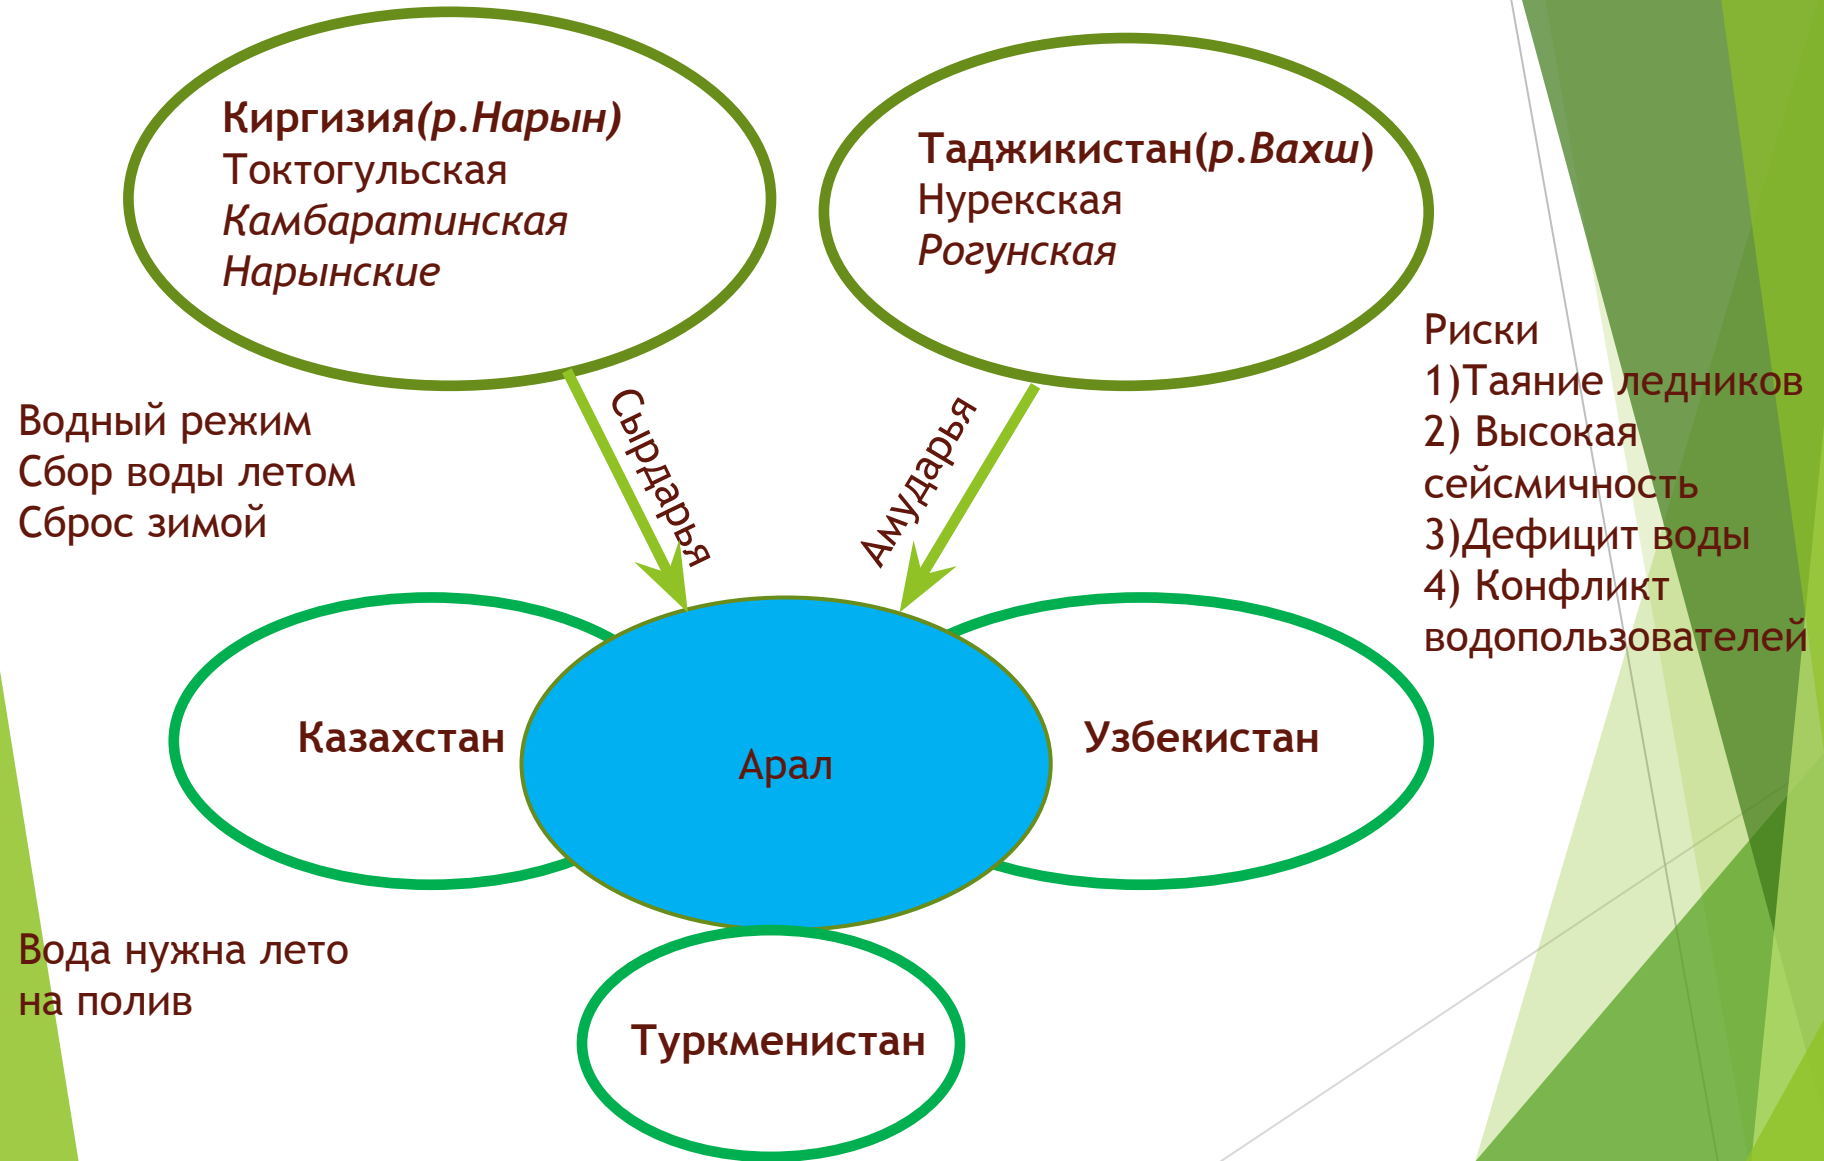 Киргизия(р.Нарын)
Токтогульская
Камбаратинская
Нарынские
Таджикистан(р.Вахш)
Нурекская
Рогунская
Риски
1)Таяние ледников
2) Высокая
сейсмичность
3)Дефицит воды
4) Конфликт
водопользователей
Водный режим
Сбор воды летом
Сброс зимой
Сырдарья
Амударья
Казахстан
Арал
Узбекистан
Вода нужна лето
на полив
Туркменистан